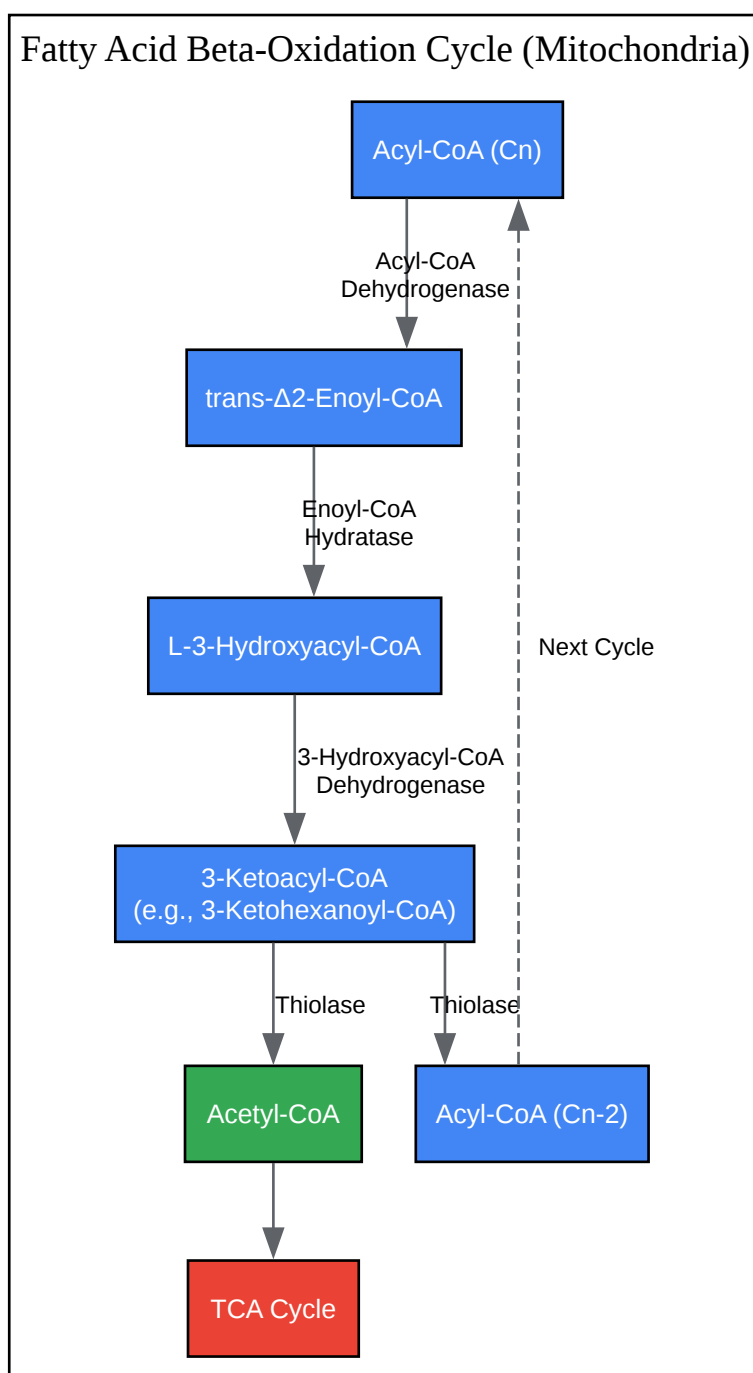 Fatty Acid Beta-Oxidation Cycle (Mitochondria)
Acyl-CoA (Cn)
Acyl-CoA
Dehydrogenase
trans-Δ2-Enoyl-CoA
Enoyl-CoA
Hydratase
L-3-Hydroxyacyl-CoA
Next Cycle
3-Hydroxyacyl-CoA
Dehydrogenase
3-Ketoacyl-CoA
(e.g., 3-Ketohexanoyl-CoA)
Thiolase
Thiolase
Acetyl-CoA
Acyl-CoA (Cn-2)
TCA Cycle